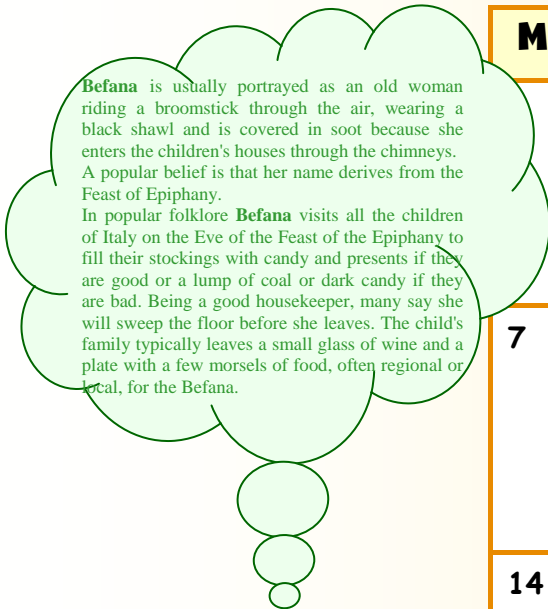 Befana is usually portrayed as an old woman
riding a broomstick through the air, wearing a
black shawl and is covered in soot because she
enters the children's houses through the chimneys.
A popular belief is that her name derives from the
Feast of Epiphany.
In popular folklore Befana visits all the children
of Italy on the Eve of the Feast of the Epiphany to
fill their stockings with candy and presents if they
are good or a lump of coal or dark candy if they
are bad. Being a good housekeeper, many say she
will sweep the floor before she leaves. The child's
family typically leaves a small glass of wine and a
plate with a few morsels of food, often regional or
local, for the Befana.
M
7
14